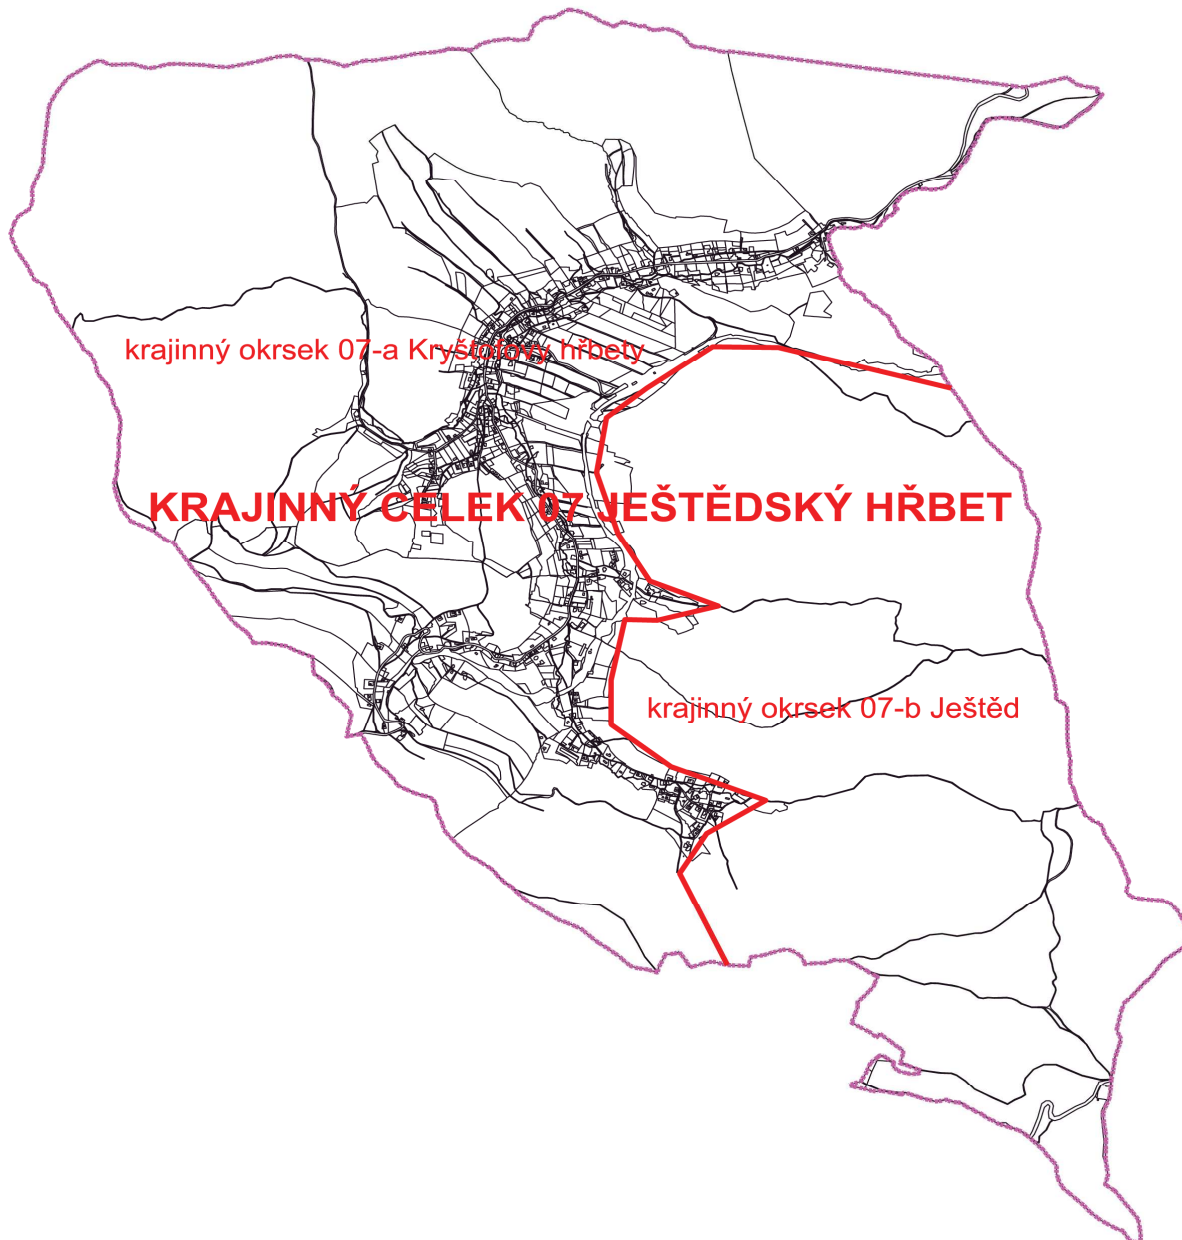 krajinný okrsek 07-a Kryštofovy hřbety
KRAJINNÝ CELEK 07 JEŠTĚDSKÝ HŘBET
krajinný okrsek 07-b Ještěd